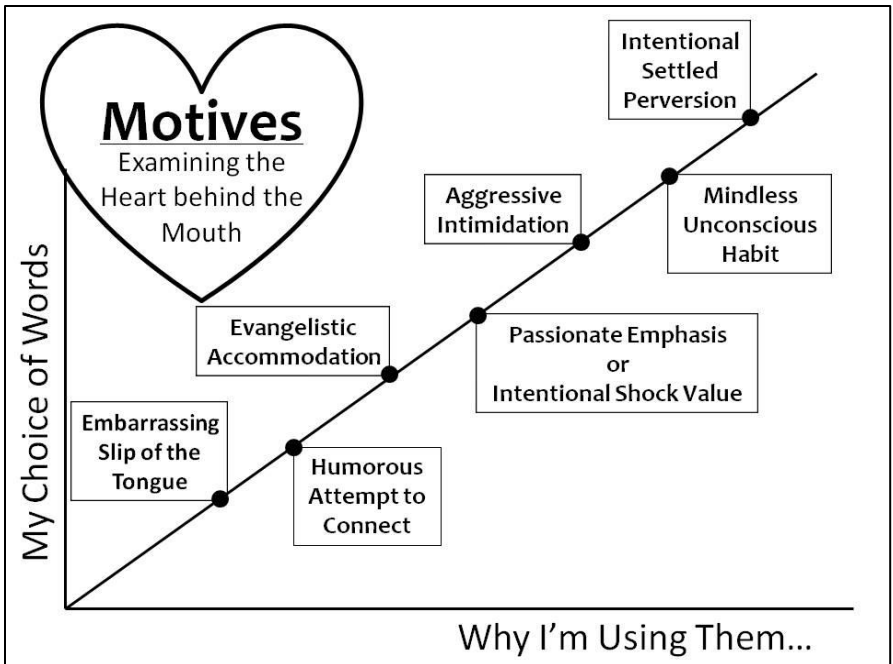 Motives
Examining the
Heart behind the
Mouth
Intentional
Settled
Perversion
Aggressive
Intimidation
Mindless
Unconscious
Habit
Evangelistic
Accommodation
Passionate Emphasis
or
Intentional Shock Value
Embarrassing
Slip of the
Tongue
Humorous
Attempt to
Connect
My Choice of Words
Why I’m Using Them...